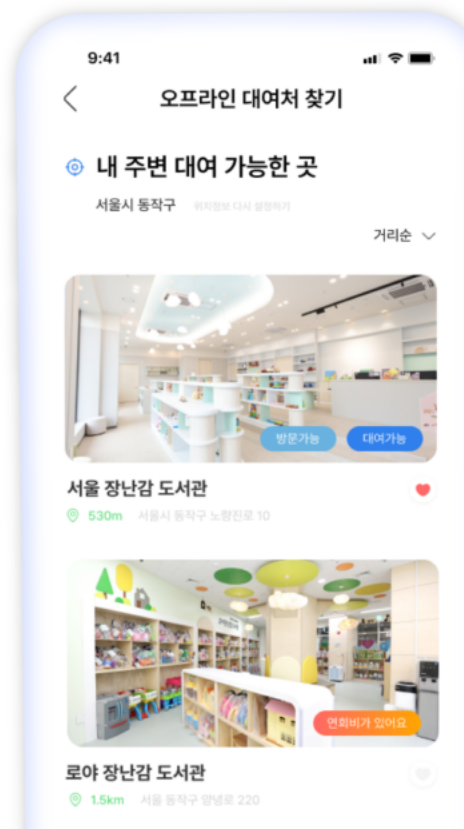 9:41
오프라인 대여처 찾기
내 주변 대여 가능한 곳
서울시 동작구 위치정보 다시 설정하기
거리순
방문가능 대여가능
서울 장난감 도서관
530m 서울시 동작구 노량진로 10
연회비가 있어요
로야 장난감 도서관
1.5km 서울 동작구 양녕로 220